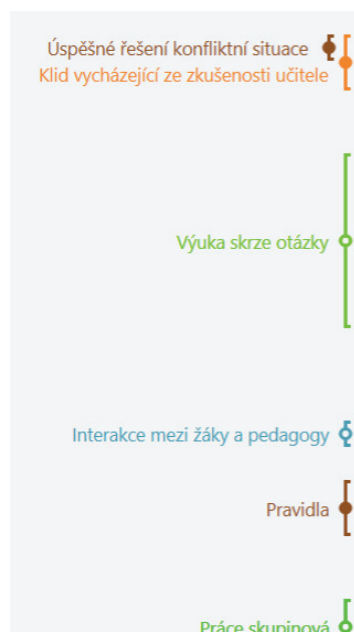 Úspěšné řešení konfliktní situace
Klid vycházející ze zkušenosti učitele
Výuka skrze otázky
Interakce mezi žáky a pedagogy
Pravidla
Práce skupinová